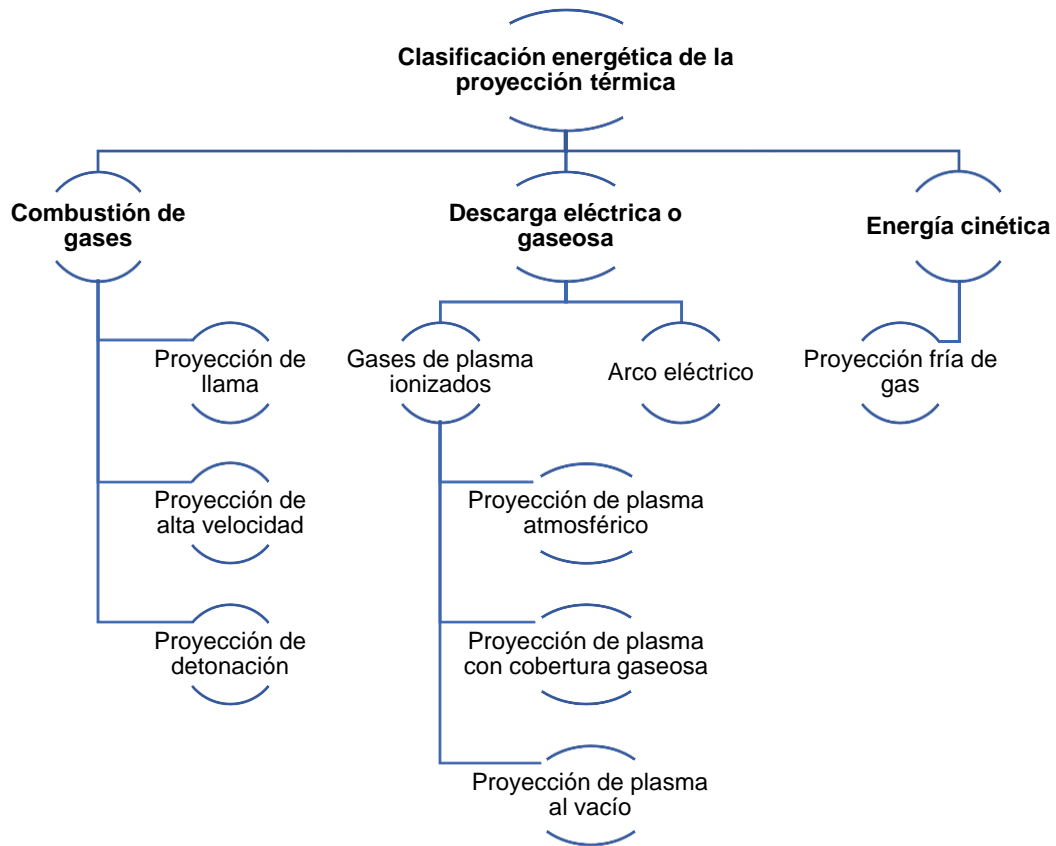 Clasificación energética de la
proyección térmica
Combustión de
gases
Descarga eléctrica o
gaseosa
Energía cinética
Proyección de
llama
Gases de plasma
ionizados
Arco eléctrico
Proyección fría de
gas
Proyección de
alta velocidad
Proyección de plasma
atmosférico
Proyección de
detonación
Proyección de plasma
con cobertura gaseosa
Proyección de plasma
al vacío